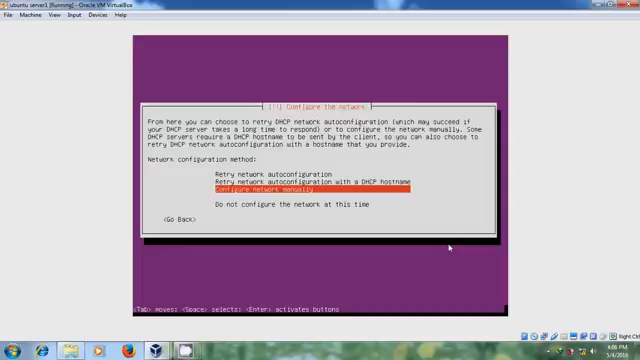 ubuntu server1 [Running] - Oracle VM VirtualBox
File Machine View Input Devices Help
[!!] Configure the network
From here you can choose to retry DHCP network autoconfiguration (which may succeed if
your DHCP server takes a long time to respond) or to configure the network manually. Some
DHCP servers require a DHCP hostname to be sent by the client, so you can also choose to
retry DHCP network autoconfiguration with a hostname that you provide.
Network configuration method:
Retry network autoconfiguration
Retry network autoconfiguration with a DHCP hostname
Configure network manually
Do not configure the network at this time
<Go Back>
<Tab> moves; <Space> selects; <Enter> activates buttons
Right Ctrl
4:06 PM
5/4/2018